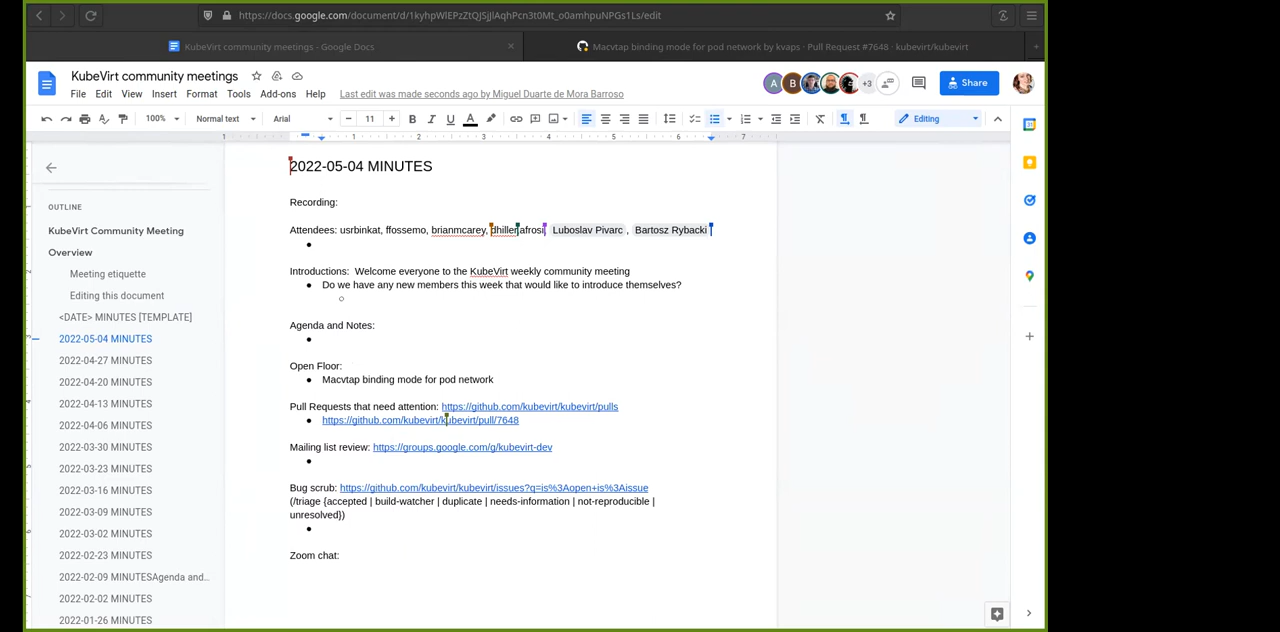 https://docs.google.com/document/d/1kyhpWlEPzZtQJSjJlAqhPcn3t0Mt_o0amhpuNPGs1Ls/edit
KubeVirt community meetings - Google Docs
Macvtap binding mode for pod network by kvaps · Pull Request #7648 · kubevirt/kubevirt
KubeVirt community meetings
File Edit View Insert Format Tools Add-ons Help Last edit was made seconds ago by Miguel Duarte de Mora Barroso
A B +3 Share
100% Normal text Arial 11 B I U A Editing
1 1 2 3 4 5 6 7
OUTLINE
KubeVirt Community Meeting
Overview
Meeting etiquette
Editing this document
<DATE> MINUTES [TEMPLATE]
2022-05-04 MINUTES
2022-04-27 MINUTES
2022-04-20 MINUTES
2022-04-13 MINUTES
2022-04-06 MINUTES
2022-03-30 MINUTES
2022-03-23 MINUTES
2022-03-16 MINUTES
2022-03-09 MINUTES
2022-03-02 MINUTES
2022-02-23 MINUTES
2022-02-09 MINUTESAgenda and...
2022-02-02 MINUTES
2022-01-26 MINUTES
2022-05-04 MINUTES
Recording:
Attendees: usrbinkat, ffossemo, brianmcarey, dhiller afrosi Luboslav Pivarc , Bartosz Rybacki
Introductions: Welcome everyone to the KubeVirt weekly community meeting
● Do we have any new members this week that would like to introduce themselves?
○
Agenda and Notes:
●
Open Floor:
● Macvtap binding mode for pod network
Pull Requests that need attention: https://github.com/kubevirt/kubevirt/pulls
● https://github.com/kubevirt/kubevirt/pull/7648
Mailing list review: https://groups.google.com/g/kubevirt-dev
●
Bug scrub: https://github.com/kubevirt/kubevirt/issues?q=is%3Aopen+is%3Aissue
(/triage {accepted | build-watcher | duplicate | needs-information | not-reproducible |
unresolved})
●
Zoom chat: